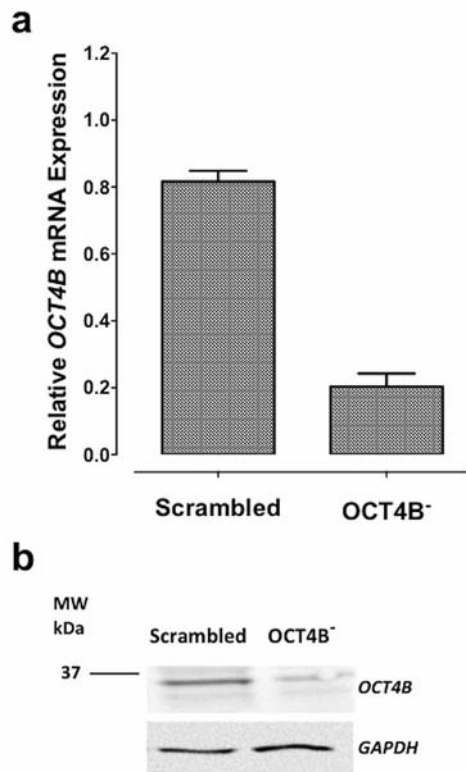 a
Relative OCT4B mRNA Expression
1.2
1.0
0.8
0.6
0.4
0.2
0.0
Scrambled OCT4B-
b
MW
kDa
Scrambled OCT4B-
37
OCT4B
GAPDH